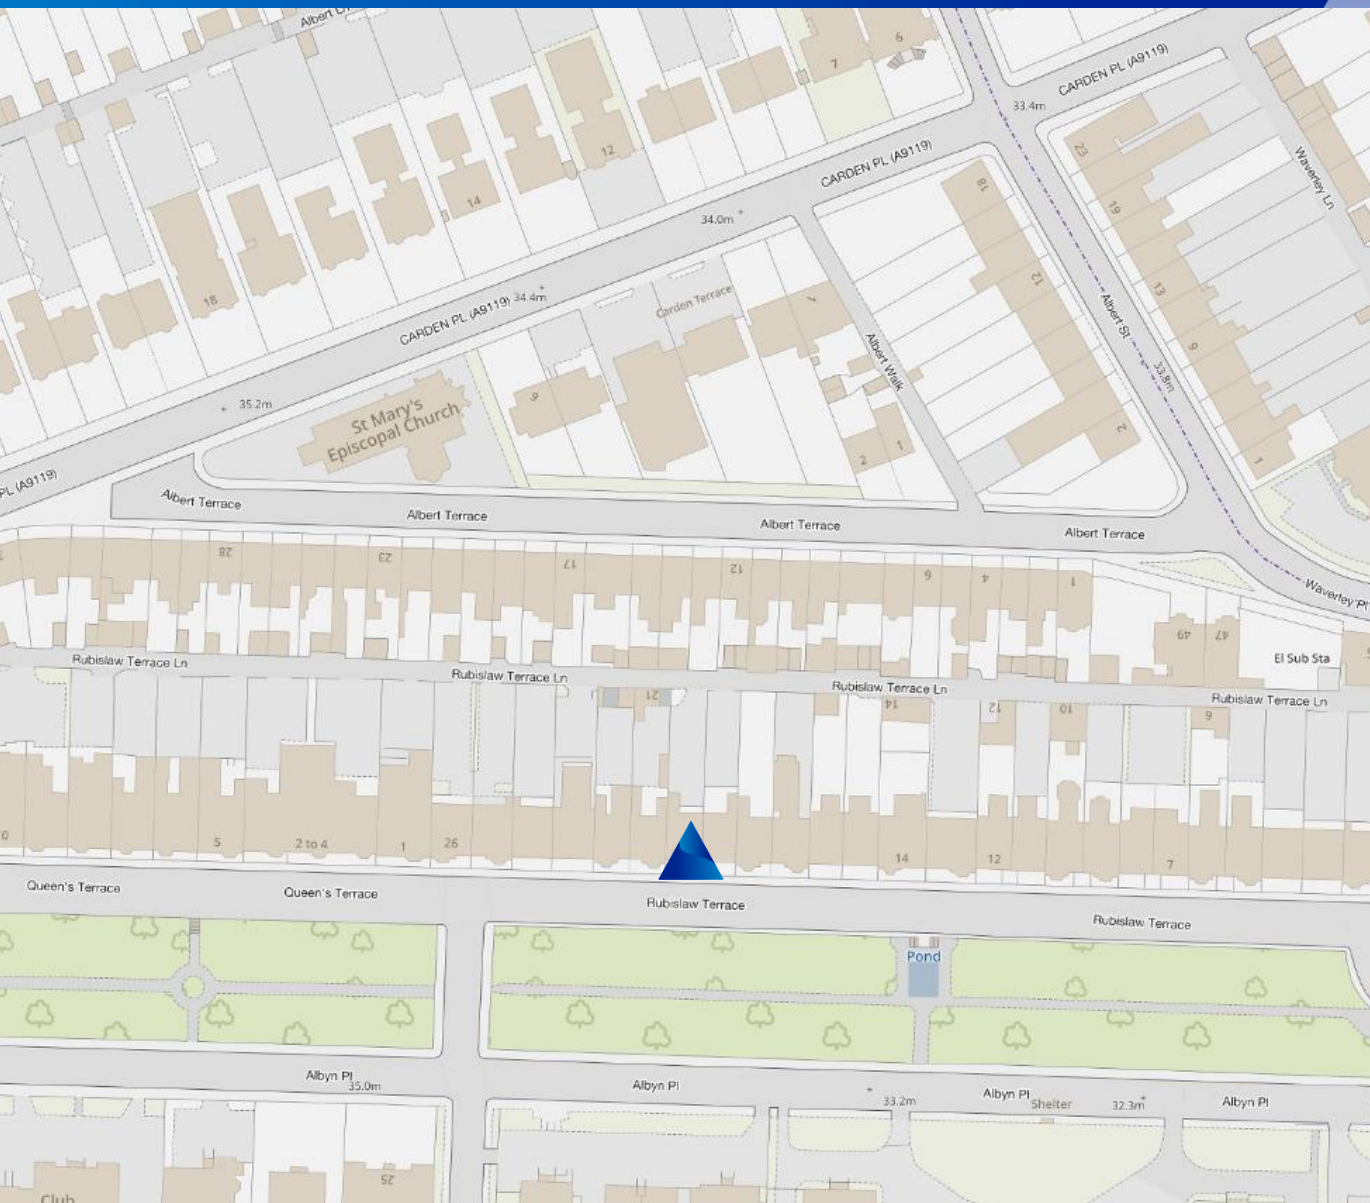 Albert Ln
6
7
CARDEN PL (A9119)
33.4m
12
23
CARDEN PL (A9119)
Waverley Ln
18
14
19
34.0m
18
12
13
Albert St
CARDEN PL (A9119)
34.4m
Carden Terrace
1
9
33.8m
Albert Walk
35.2m
St Mary's
Episcopal Church
9
2
1
2
1
PL (A9119)
Albert Terrace
Albert Terrace
Albert Terrace
Albert Terrace
28
23
17
12
6
4
1
Waverley Pl
49
47
El Sub Sta
Rubislaw Terrace Ln
Rubislaw Terrace Ln
Rubislaw Terrace Ln
Rubislaw Terrace Ln
21
14
12
10
6
0
5
2 to 4
1
26
14
12
7
Queen's Terrace
Queen's Terrace
Rubislaw Terrace
Rubislaw Terrace
Pond
Albyn Pl
35.0m
Albyn Pl
33.2m
Albyn Pl
Shelter
32.3m
Albyn Pl
25
Club